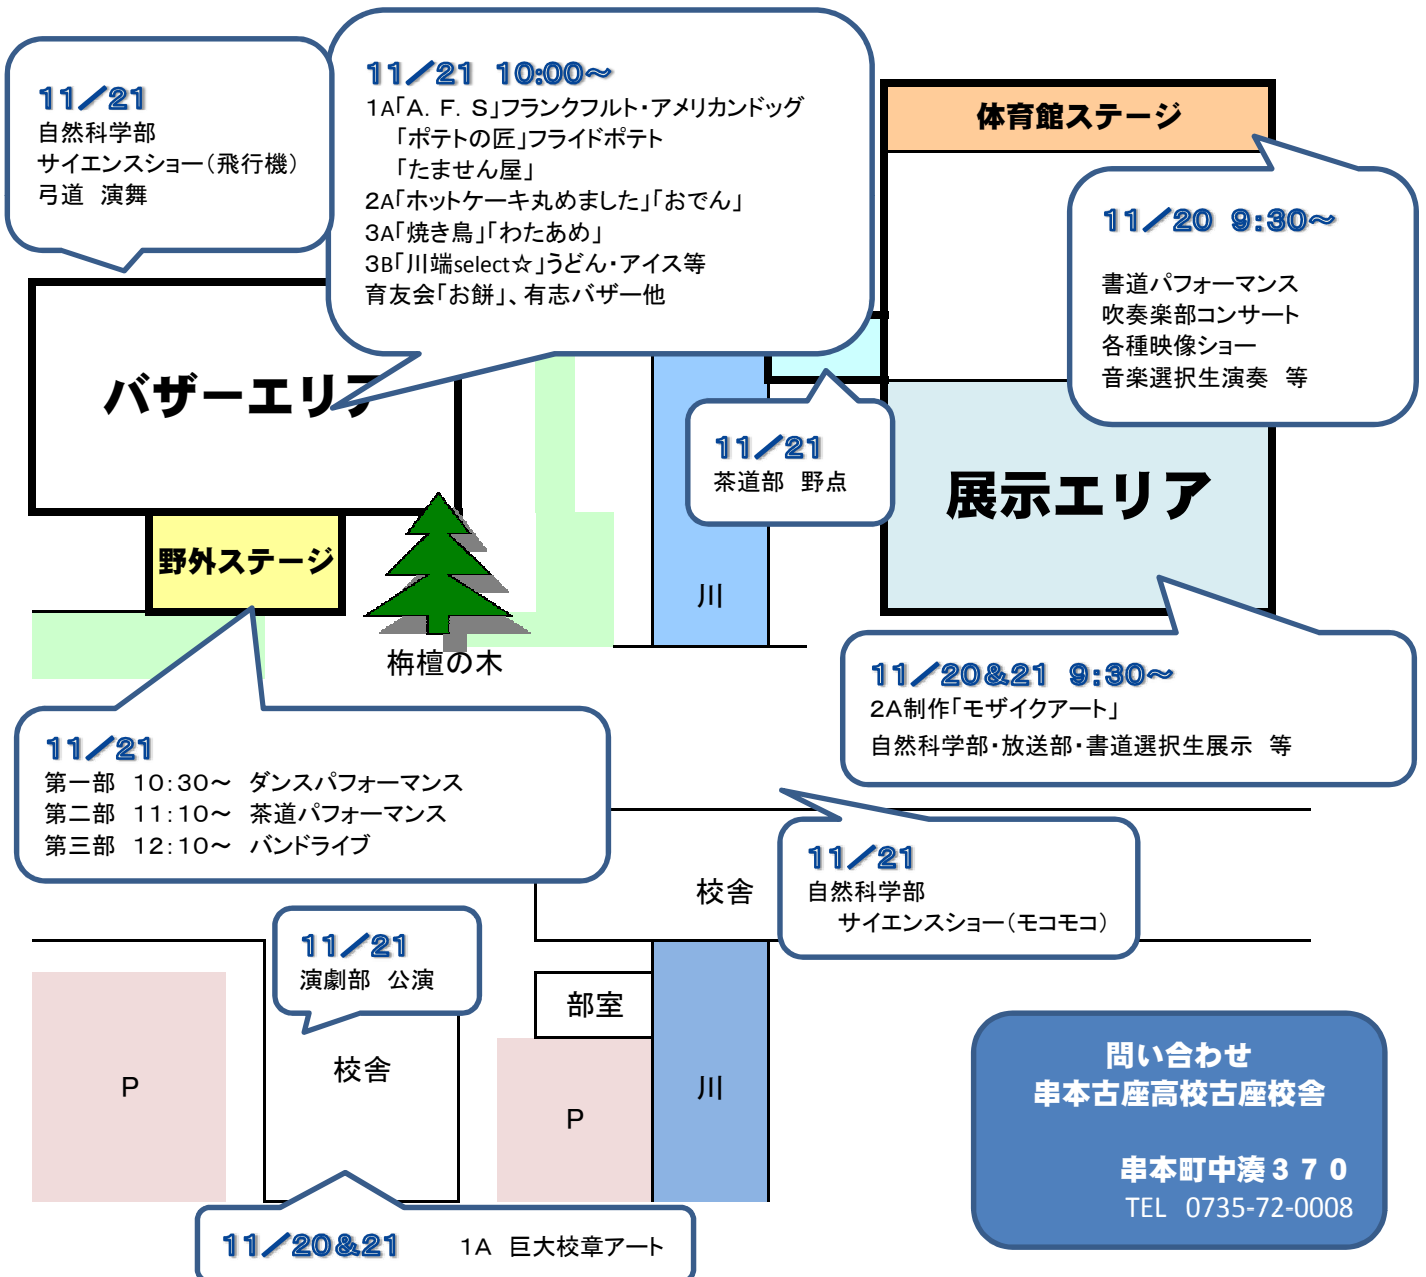 11／21
自然科学部
サイエンスショー（飛行機）
弓道　演舞
11／21　10:00～
1A「A．F．S」フランクフルト・アメリカンドッグ
「ポテトの匠」フライドポテト
「たません屋」
2A「ホットケーキ丸めました」「おでん」
3A「焼き鳥」「わたあめ」
3B「川端select☆」うどん・アイス等
育友会「お餅」、有志バザー他
体育館ステージ
11／20　9：30～
書道パフォーマンス
吹奏楽部コンサート
各種映像ショー
音楽選択生演奏　等
バザーエリア
11／21
茶道部　野点
展示エリア
野外ステージ
川
栴檀の木
11／20＆21　9：30～
2A制作「モザイクアート」
自然科学部・放送部・書道選択生展示　等
11／21
第一部　10：30～　ダンスパフォーマンス
第二部　11：10～　茶道パフォーマンス
第三部　12：10～　バンドライブ
校舎
11／21
自然科学部
サイエンスショー（モコモコ）
11／21
演劇部　公演
部室
校舎
P
P
川
問い合わせ
串本古座高校古座校舎
串本町中湊３７０
TEL　0735-72-0008
11／20＆21　1A　巨大校章アート